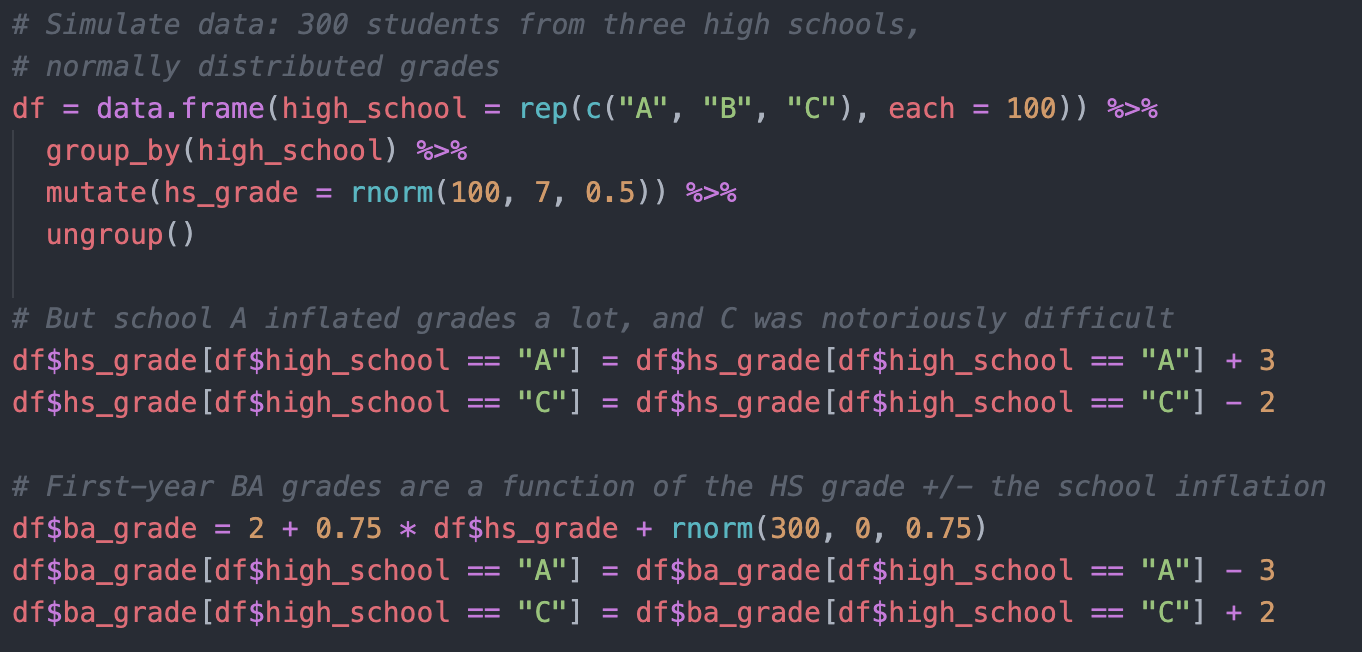 # Simulate data: 300 students from three high schools,
# normally distributed grades
df = data.frame(high_school = rep(c("A", "B", "C"), each = 100)) %>%
  group_by(high_school) %>%
  mutate(hs_grade = rnorm(100, 7, 0.5)) %>%
  ungroup()

# But school A inflated grades a lot, and C was notoriously difficult
df$hs_grade[df$high_school == "A"] = df$hs_grade[df$high_school == "A"] + 3
df$hs_grade[df$high_school == "C"] = df$hs_grade[df$high_school == "C"] - 2

# First-year BA grades are a function of the HS grade +/- the school inflation
df$ba_grade = 2 + 0.75 * df$hs_grade + rnorm(300, 0, 0.75)
df$ba_grade[df$high_school == "A"] = df$ba_grade[df$high_school == "A"] - 3
df$ba_grade[df$high_school == "C"] = df$ba_grade[df$high_school == "C"] + 2